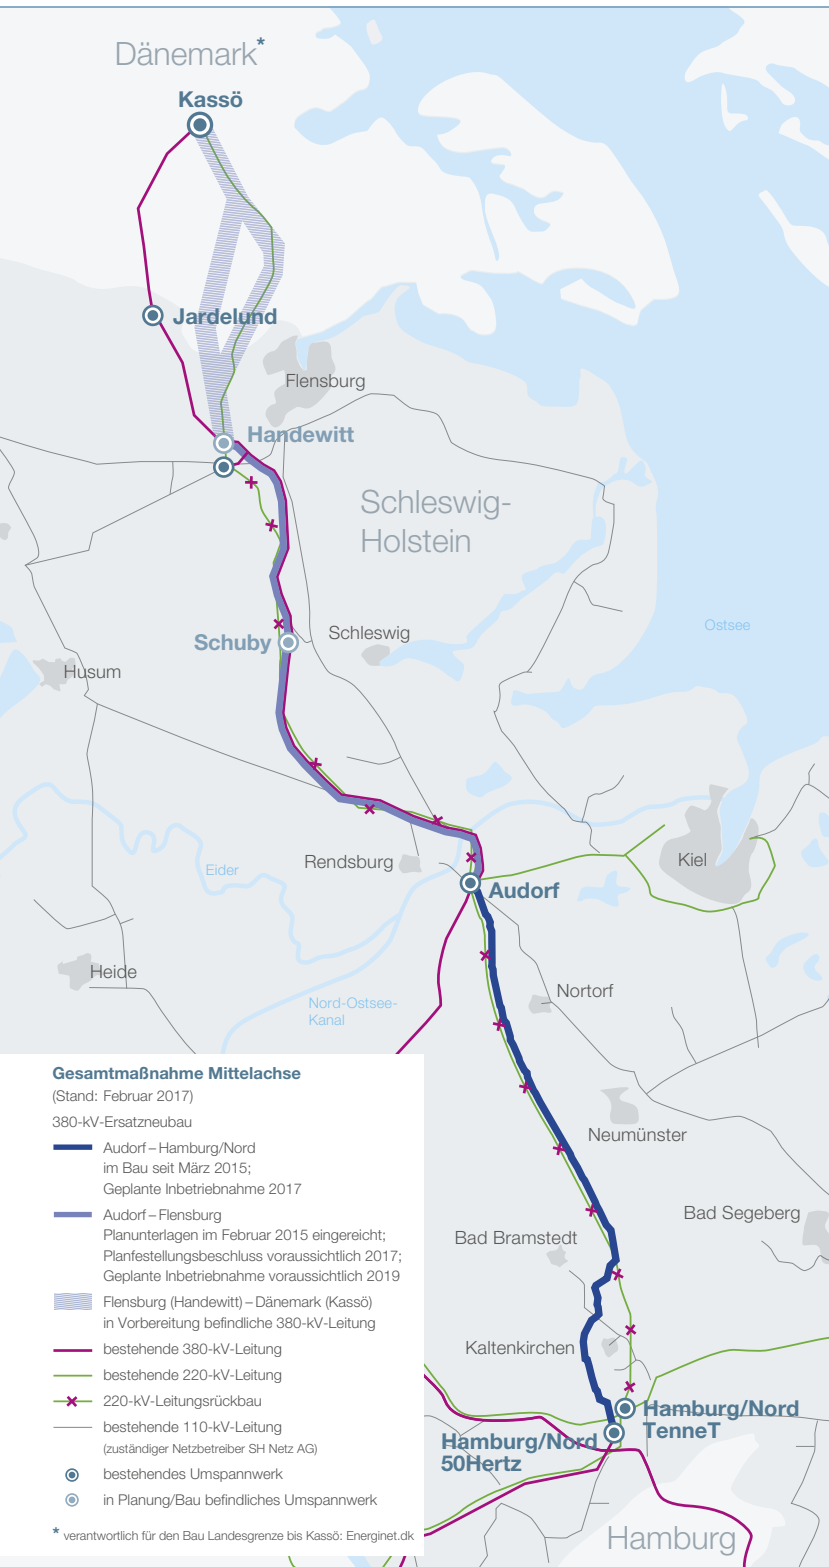 Dänemark*
Kassö
Jardelund
Flensburg
Handewitt
Schleswig-
Holstein
Ostsee
Schleswig
Schuby
Husum
Rendsburg
Kiel
Eider
Audorf
Heide
Nortorf
Nord-Ostsee-
Kanal
Neumünster
Bad Segeberg
Bad Bramstedt
Kaltenkirchen
Hamburg/Nord
TenneT
Hamburg/Nord
50Hertz
Hamburg
Gesamtmaßnahme Mittelachse
(Stand: Februar 2017)
380-kV-Ersatzneubau
Audorf – Hamburg/Nord
im Bau seit März 2015;
Geplante Inbetriebnahme 2017
Audorf – Flensburg
Planunterlagen im Februar 2015 eingereicht;
Planfestellungsbeschluss voraussichtlich 2017;
Geplante Inbetriebnahme voraussichtlich 2019
Flensburg (Handewitt) – Dänemark (Kassö)
in Vorbereitung befindliche 380-kV-Leitung
bestehende 380-kV-Leitung
bestehende 220-kV-Leitung
220-kV-Leitungsrückbau
bestehende 110-kV-Leitung
(zuständiger Netzbetreiber SH Netz AG)
bestehendes Umspannwerk
in Planung/Bau befindliches Umspannwerk
* verantwortlich für den Bau Landesgrenze bis Kassö: Energinet.dk